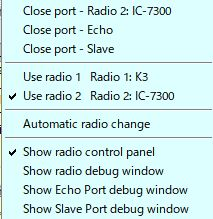 Close port - Radio 2: IC-7300
Close port - Echo
Close port - Slave
Use radio 1   Radio 1: K3
Use radio 2   Radio 2: IC-7300
Automatic radio change
Show radio control panel
Show radio debug window
Show Echo Port debug window
Show Slave Port debug window